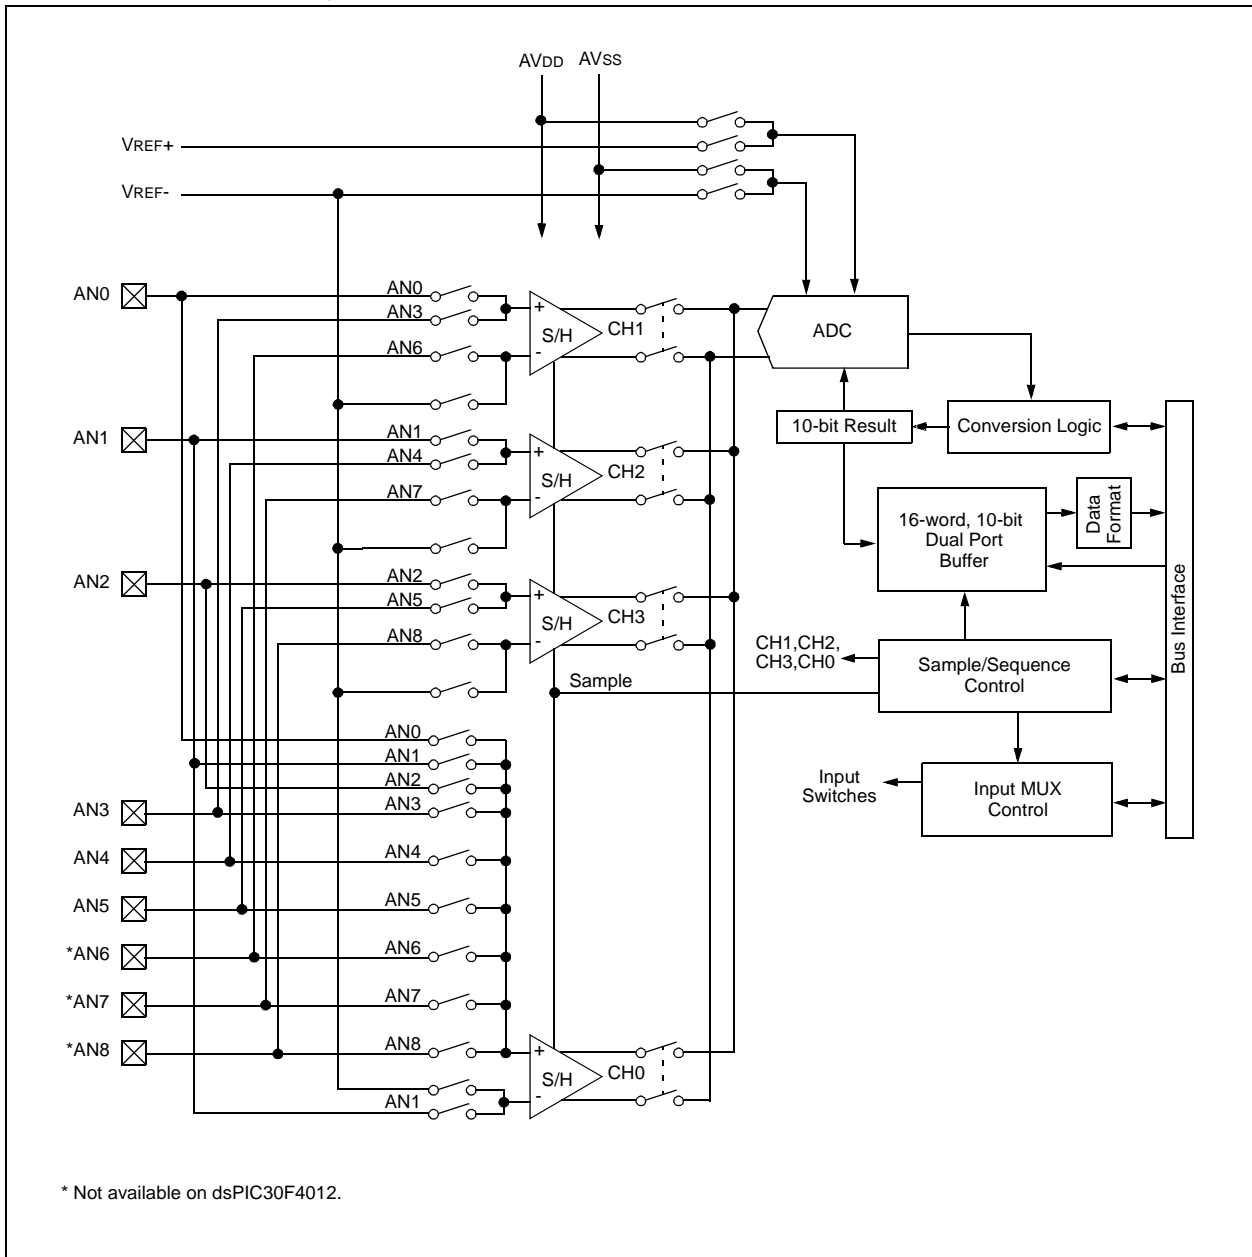 AVDD AVSS
VREF+
VREF-
AN0
AN0
AN3
AN6
+
-
S/H
CH1
ADC
AN1
AN1
AN4
AN7
+
-
S/H
CH2
10-bit Result
Conversion Logic
16-word, 10-bit
Dual Port
Buffer
Data
Format
AN2
AN2
AN5
AN8
+
-
S/H
CH3
CH1,CH2,
CH3,CH0
Sample/Sequence
Control
Bus Interface
Sample
AN0
AN1
AN2
AN3
AN3
Input
Switches
Input MUX
Control
AN4
AN4
AN5
AN5
*AN6
AN6
*AN7
AN7
*AN8
AN8
AN1
+
-
S/H
CH0
* Not available on dsPIC30F4012.